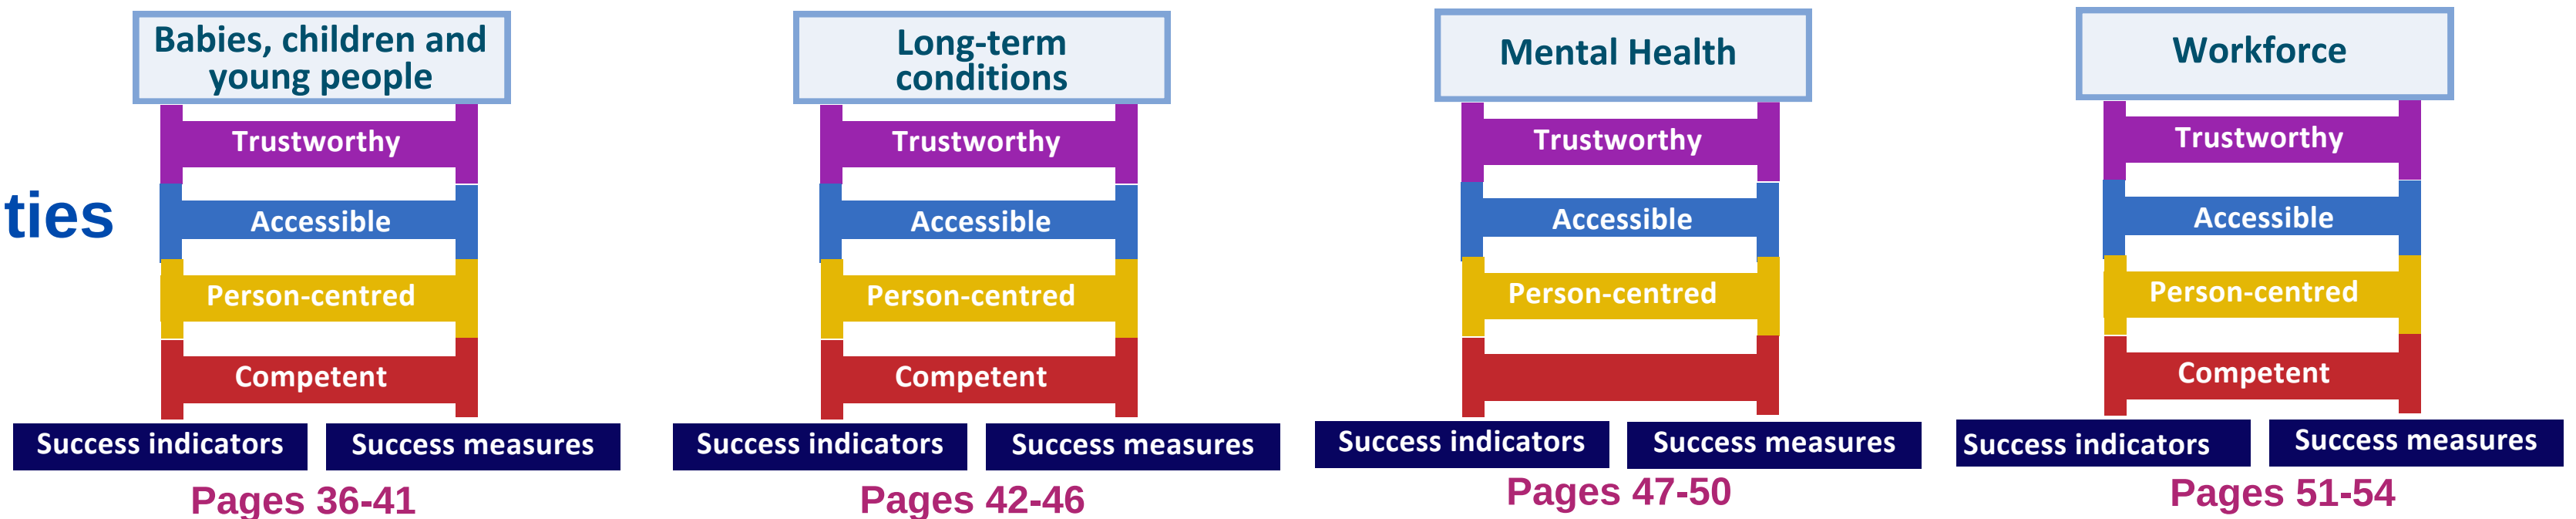 Babies, children and
young people
Trustworthy
Accessible
Person-centred
Competent
Success indicators
Success measures
Pages 36-41
Long-term
conditions
Trustworthy
Accessible
Person-centred
Competent
Success indicators
Success measures
Pages 42-46
Mental Health
Trustworthy
Accessible
Person-centred
Success indicators
Success measures
Pages 47-50
Workforce
Trustworthy
Accessible
Person-centred
Competent
Success indicators
Success measures
Pages 51-54
ties